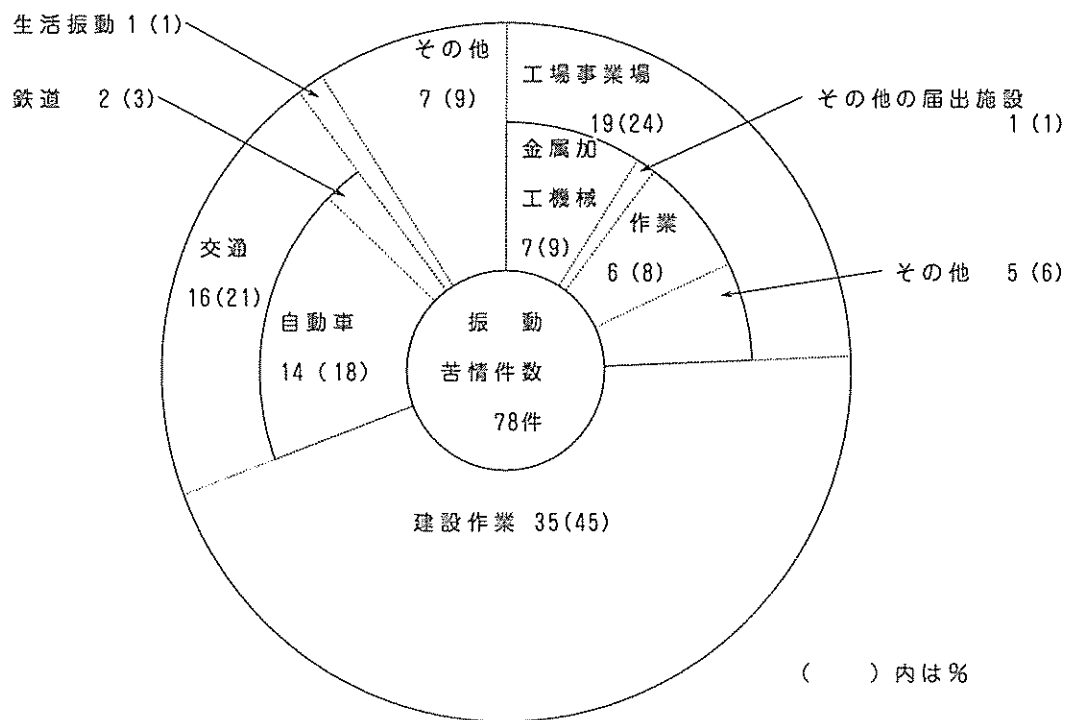 生活振動 1 (1)
鉄道 2 (3)
その他
7 (9)
工場事業場
19(24)
その他の届出施設
1 (1)
金属加
工機械
7(9)
作業
6 (8)
その他 5 (6)
交通
16(21)
自動車
14 (18)
振動
苦情件数
78件
建設作業 35(45)
( )内は%